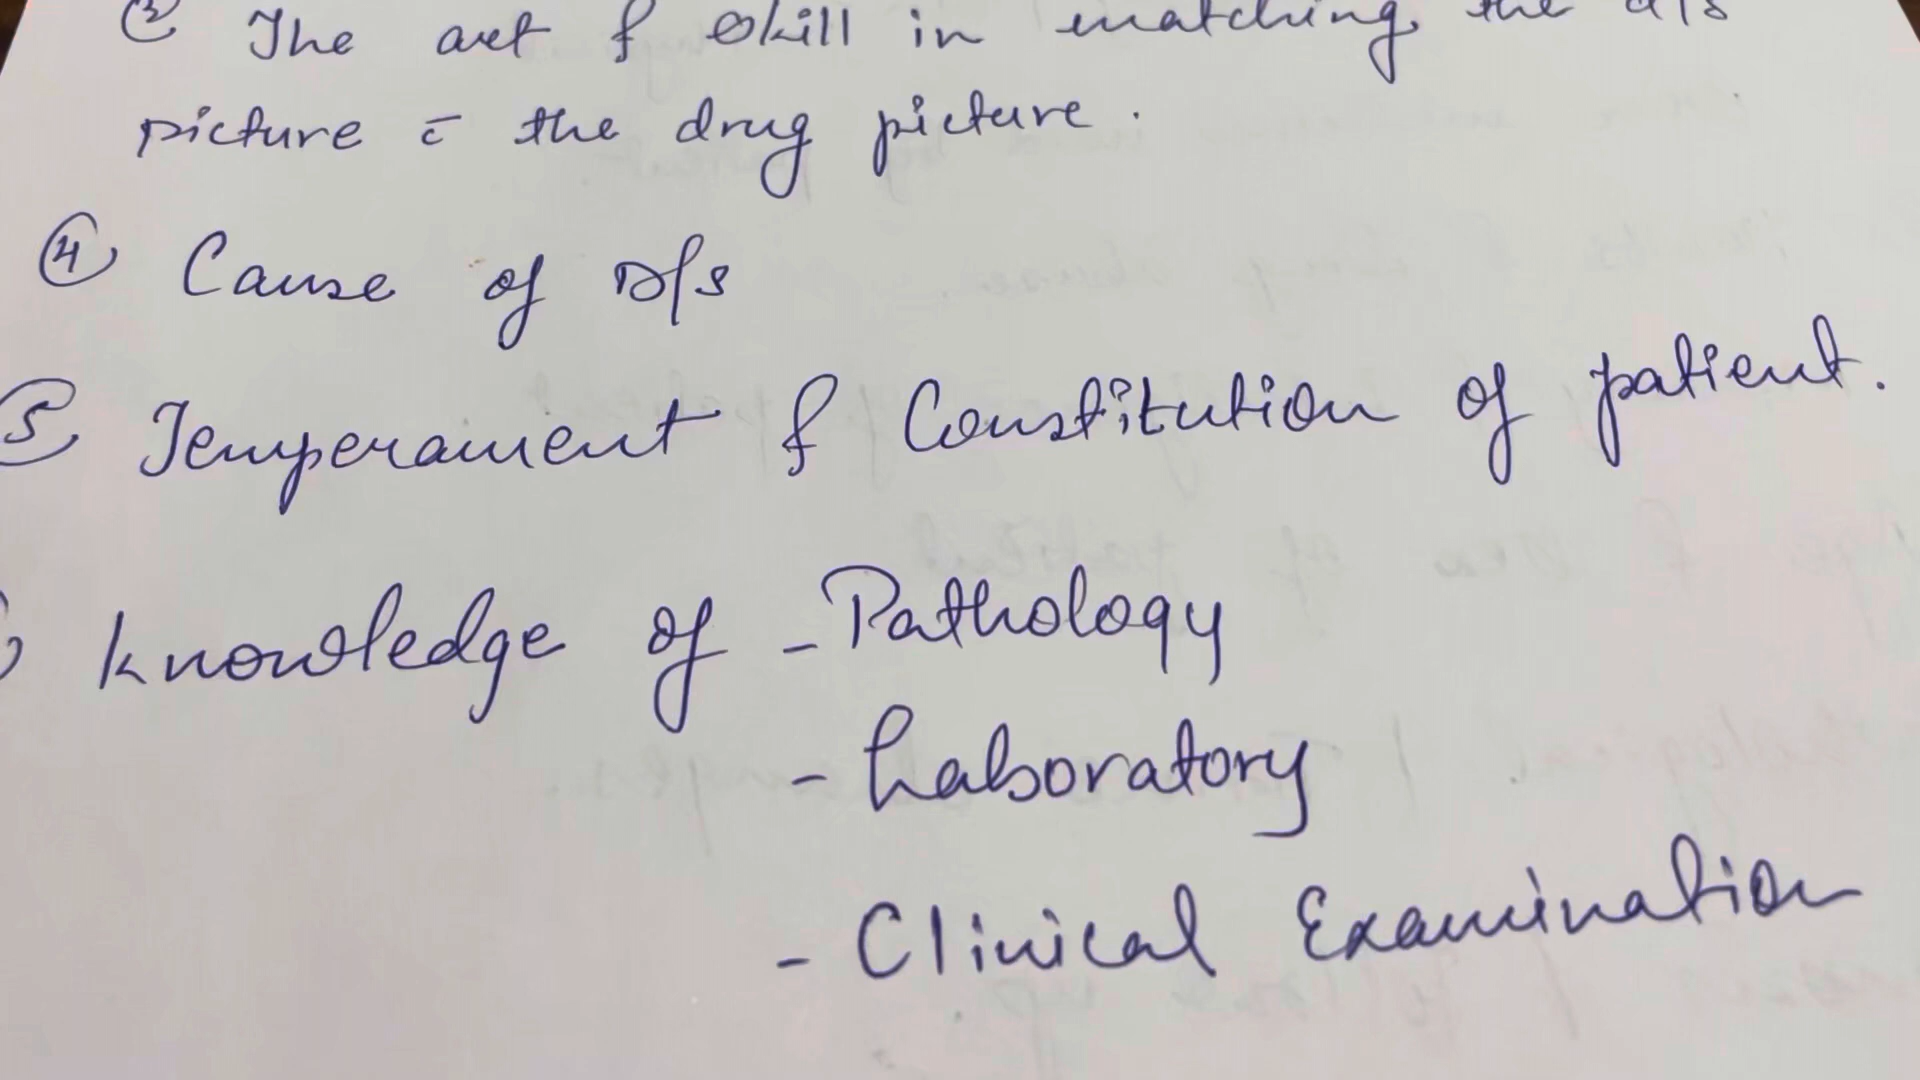 ③ The art & skill in matching the d/s
picture c̄ the drug picture.
④ Cause of D/s
⑤ Temperament & Constitution of patient.
Knowledge of - Pathology
- Laboratory
- Clinical Examination